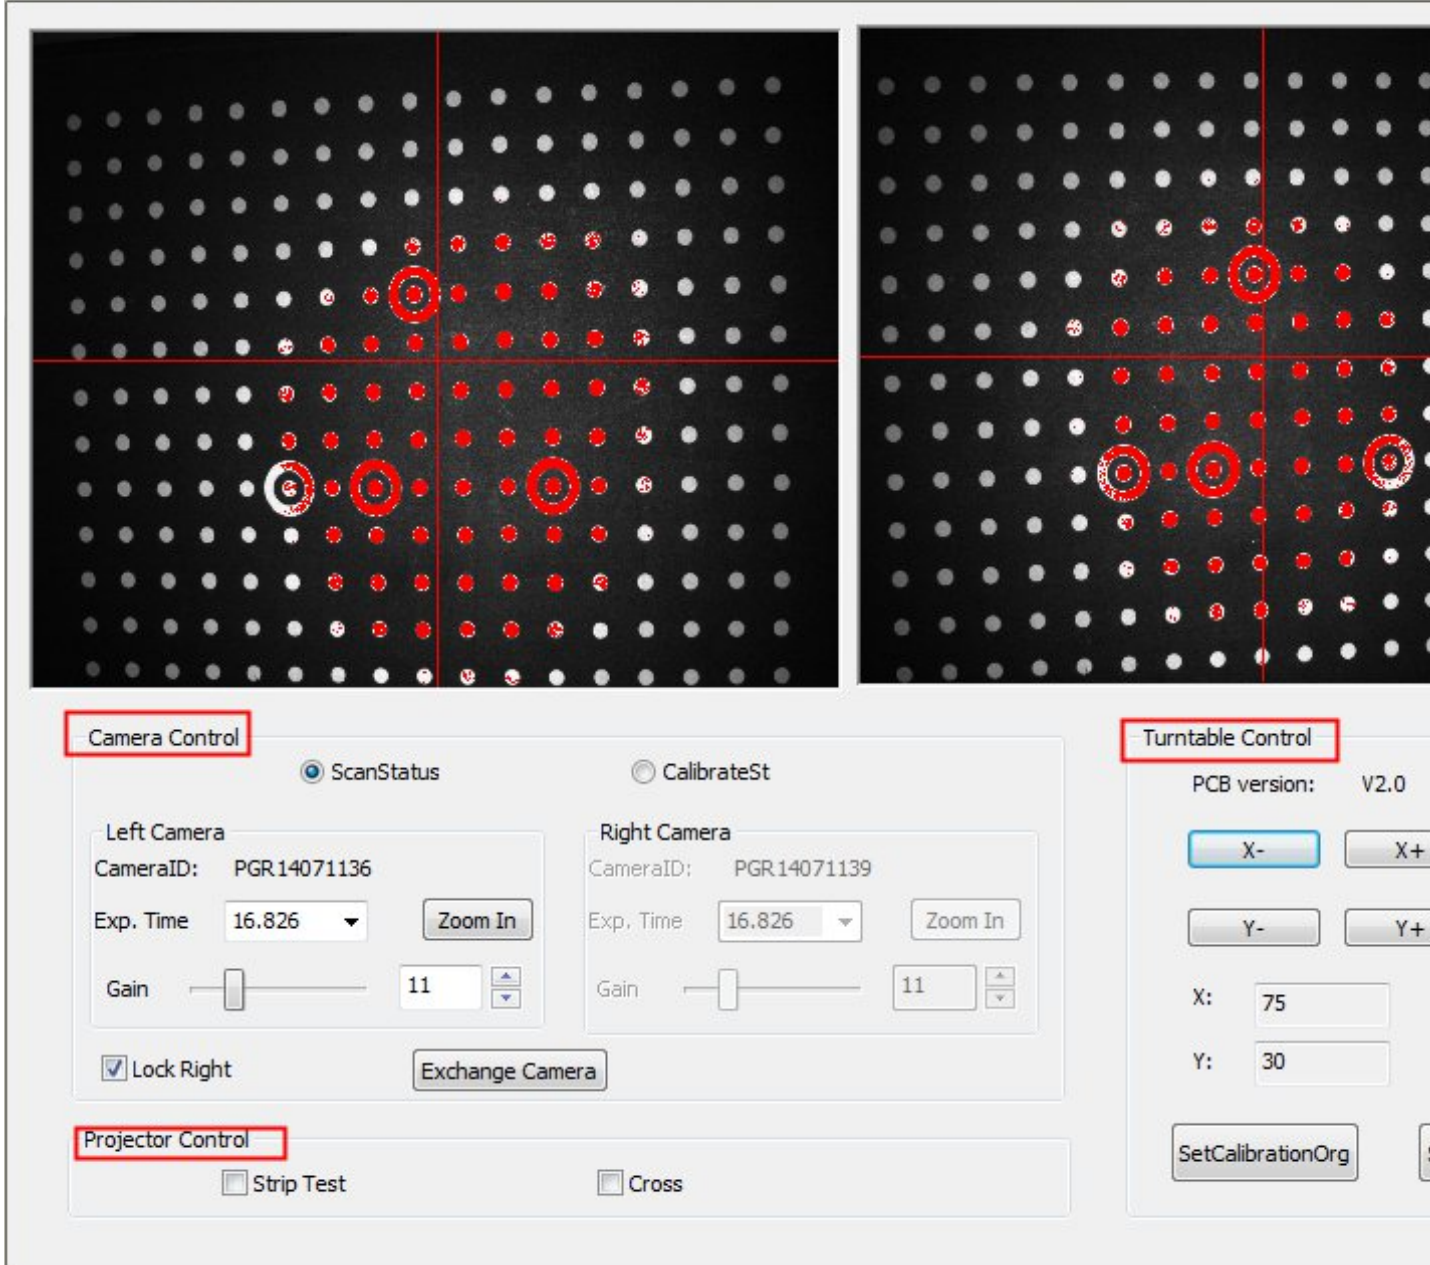 Camera Control
ScanStatus CalibrateSt
Left Camera
CameraID: PGR14071136
Exp. Time 16.826 Zoom In
Gain 11
Right Camera
CameraID: PGR14071139
Exp. Time 16.826 Zoom In
Gain 11
Lock Right Exchange Camera
Projector Control
Strip Test Cross
Turntable Control
PCB version: V2.0
X- X+
Y- Y+
X: 75
Y: 30
SetCalibrationOrg